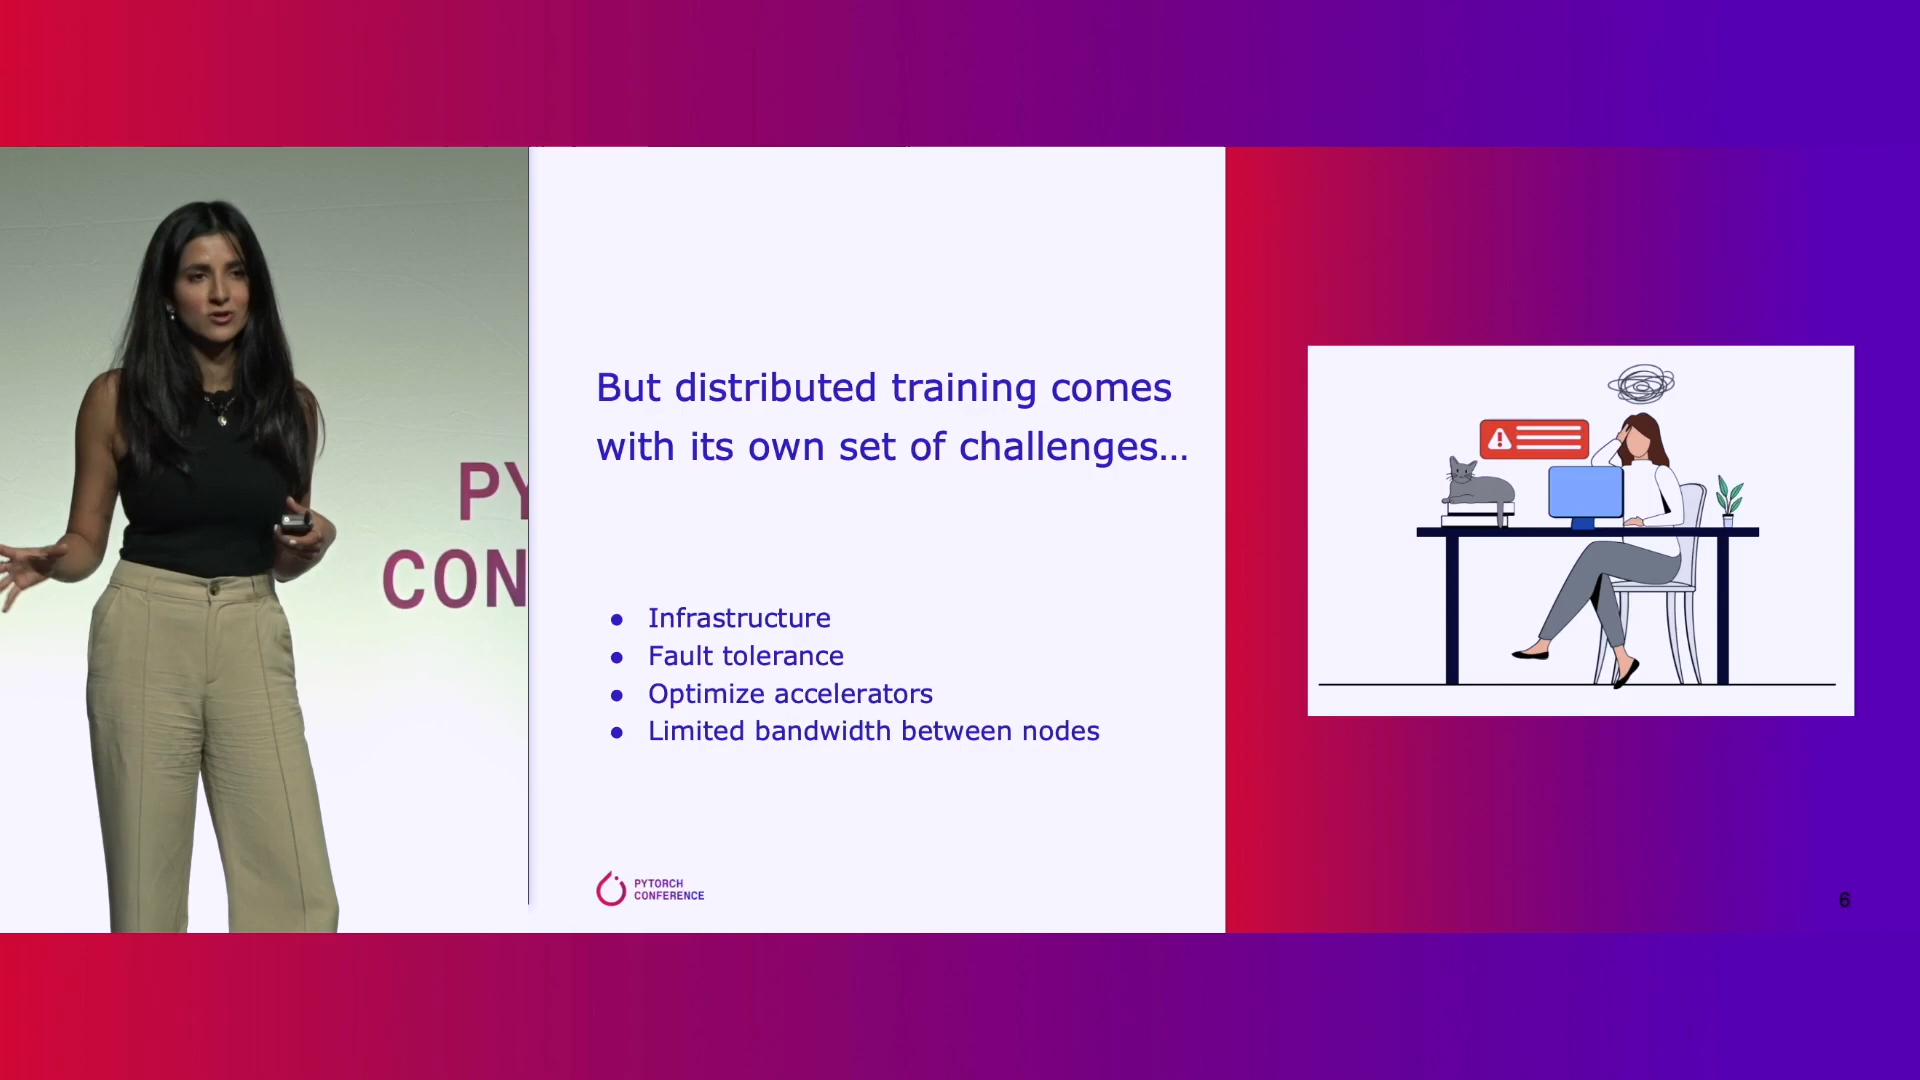 PY
CON
But distributed training comes
with its own set of challenges...
● Infrastructure
● Fault tolerance
● Optimize accelerators
● Limited bandwidth between nodes
PYTORCH
CONFERENCE
6